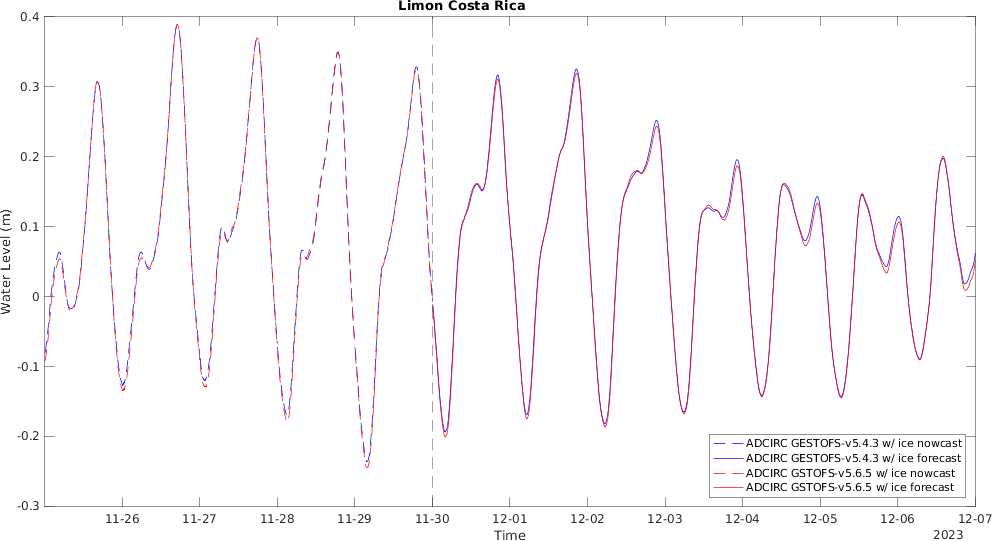 Limon Costa Rica
0.4
0.3
0.2
0.1
0
-0.1
-0.2
-0.3
Water Level (m)
ADCIRC GESTOFS-v5.4.3 w/ ice nowcast
ADCIRC GESTOFS-v5.4.3 w/ ice forecast
ADCIRC GSTOFS-v5.6.5 w/ ice nowcast
ADCIRC GSTOFS-v5.6.5 w/ ice forecast
11-26 11-27 11-28 11-29 11-30 12-01 12-02 12-03 12-04 12-05 12-06 12-07
Time
2023